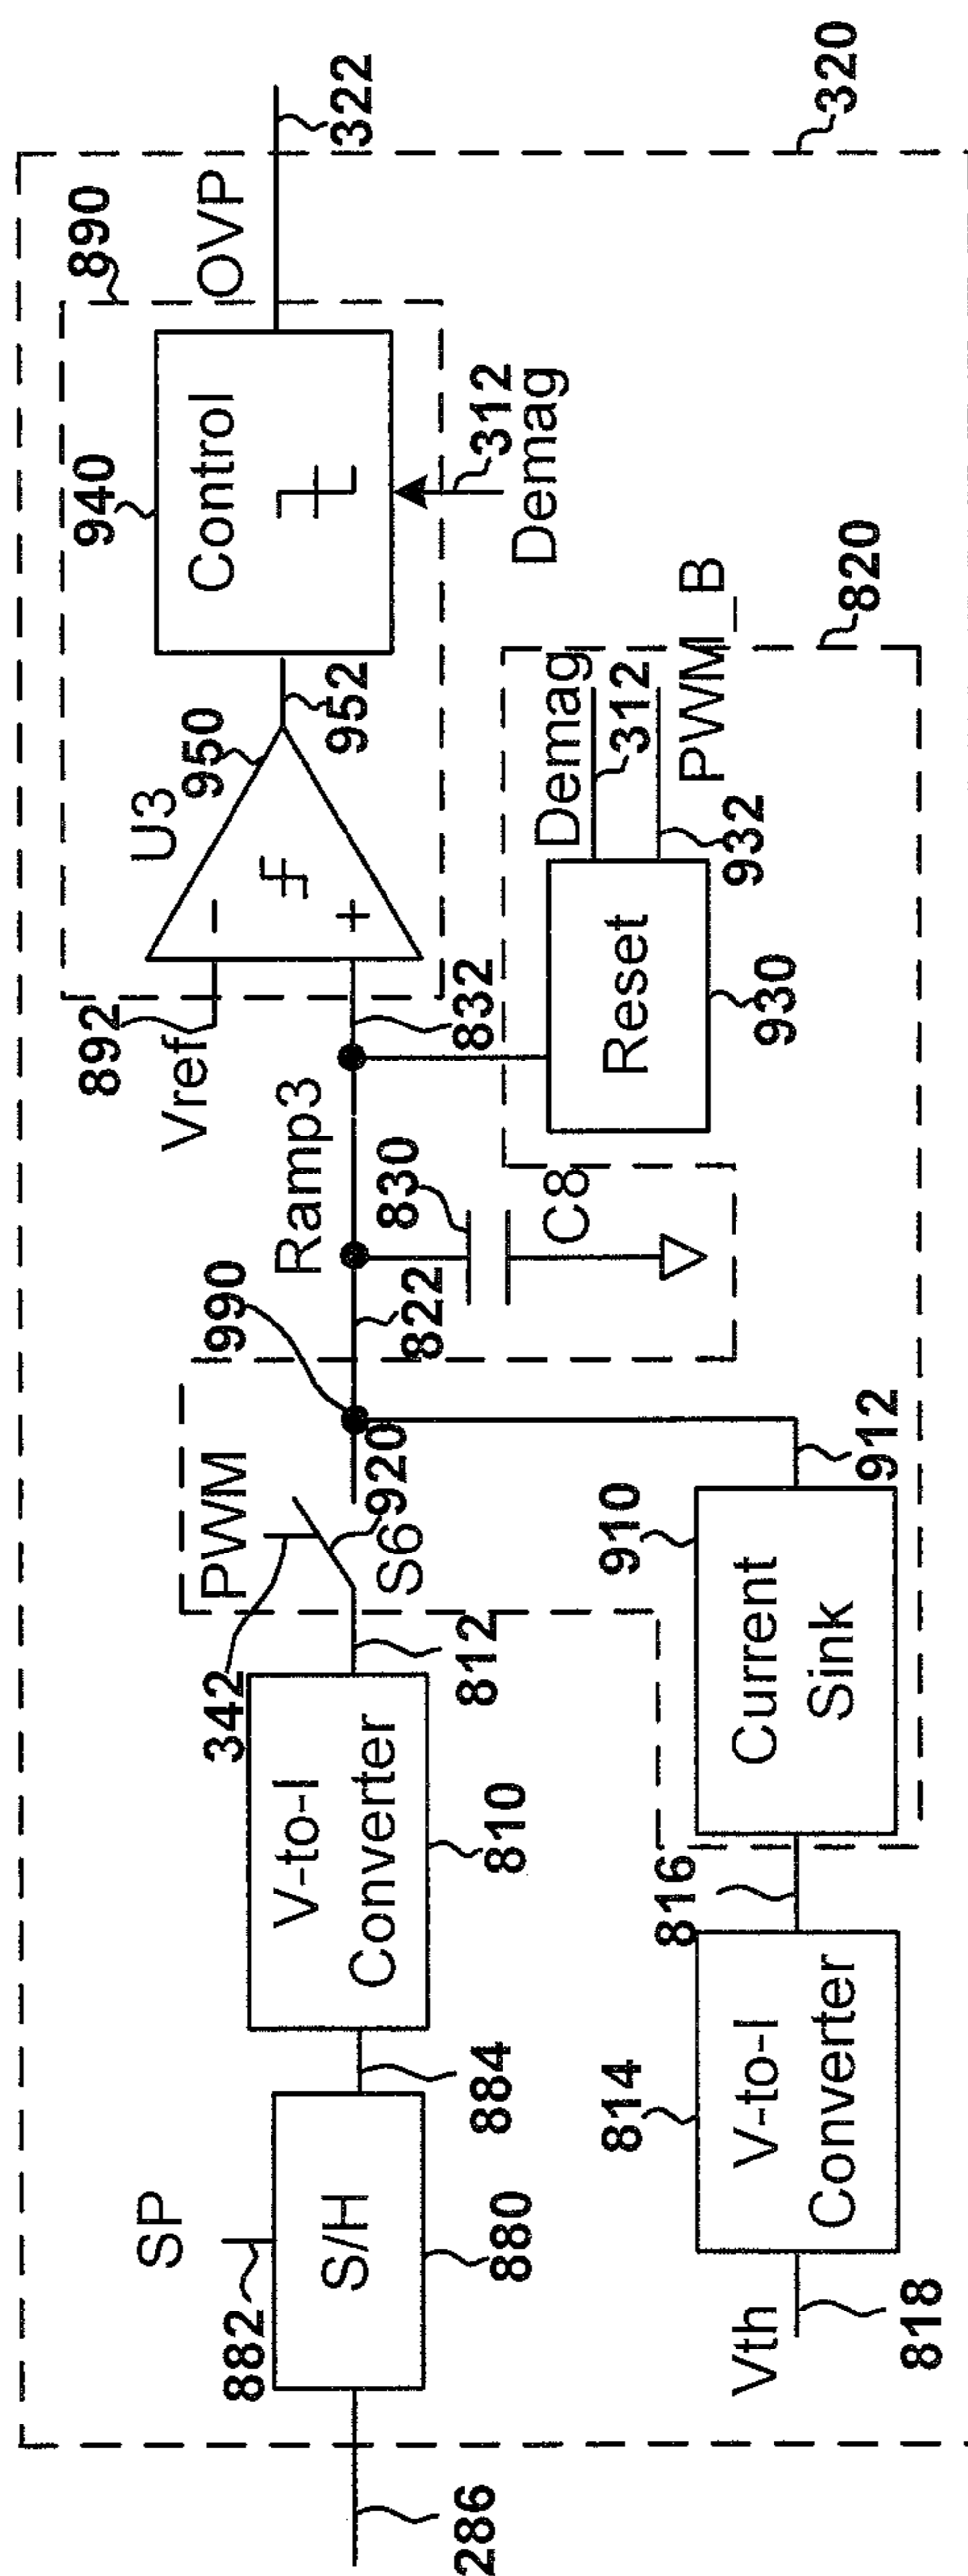 322
320
890
OVP
940
Control
312
Demag
U3
950
952
−
+
892
Vref
832
Ramp3
830
C8
990
822
Demag
312
PWM_B
932
Reset
930
820
PWM
342
920
S6
812
V-to-I
Converter
810
884
SP
882
S/H
880
286
912
910
Current
Sink
816
814
V-to-I
Converter
Vth
818